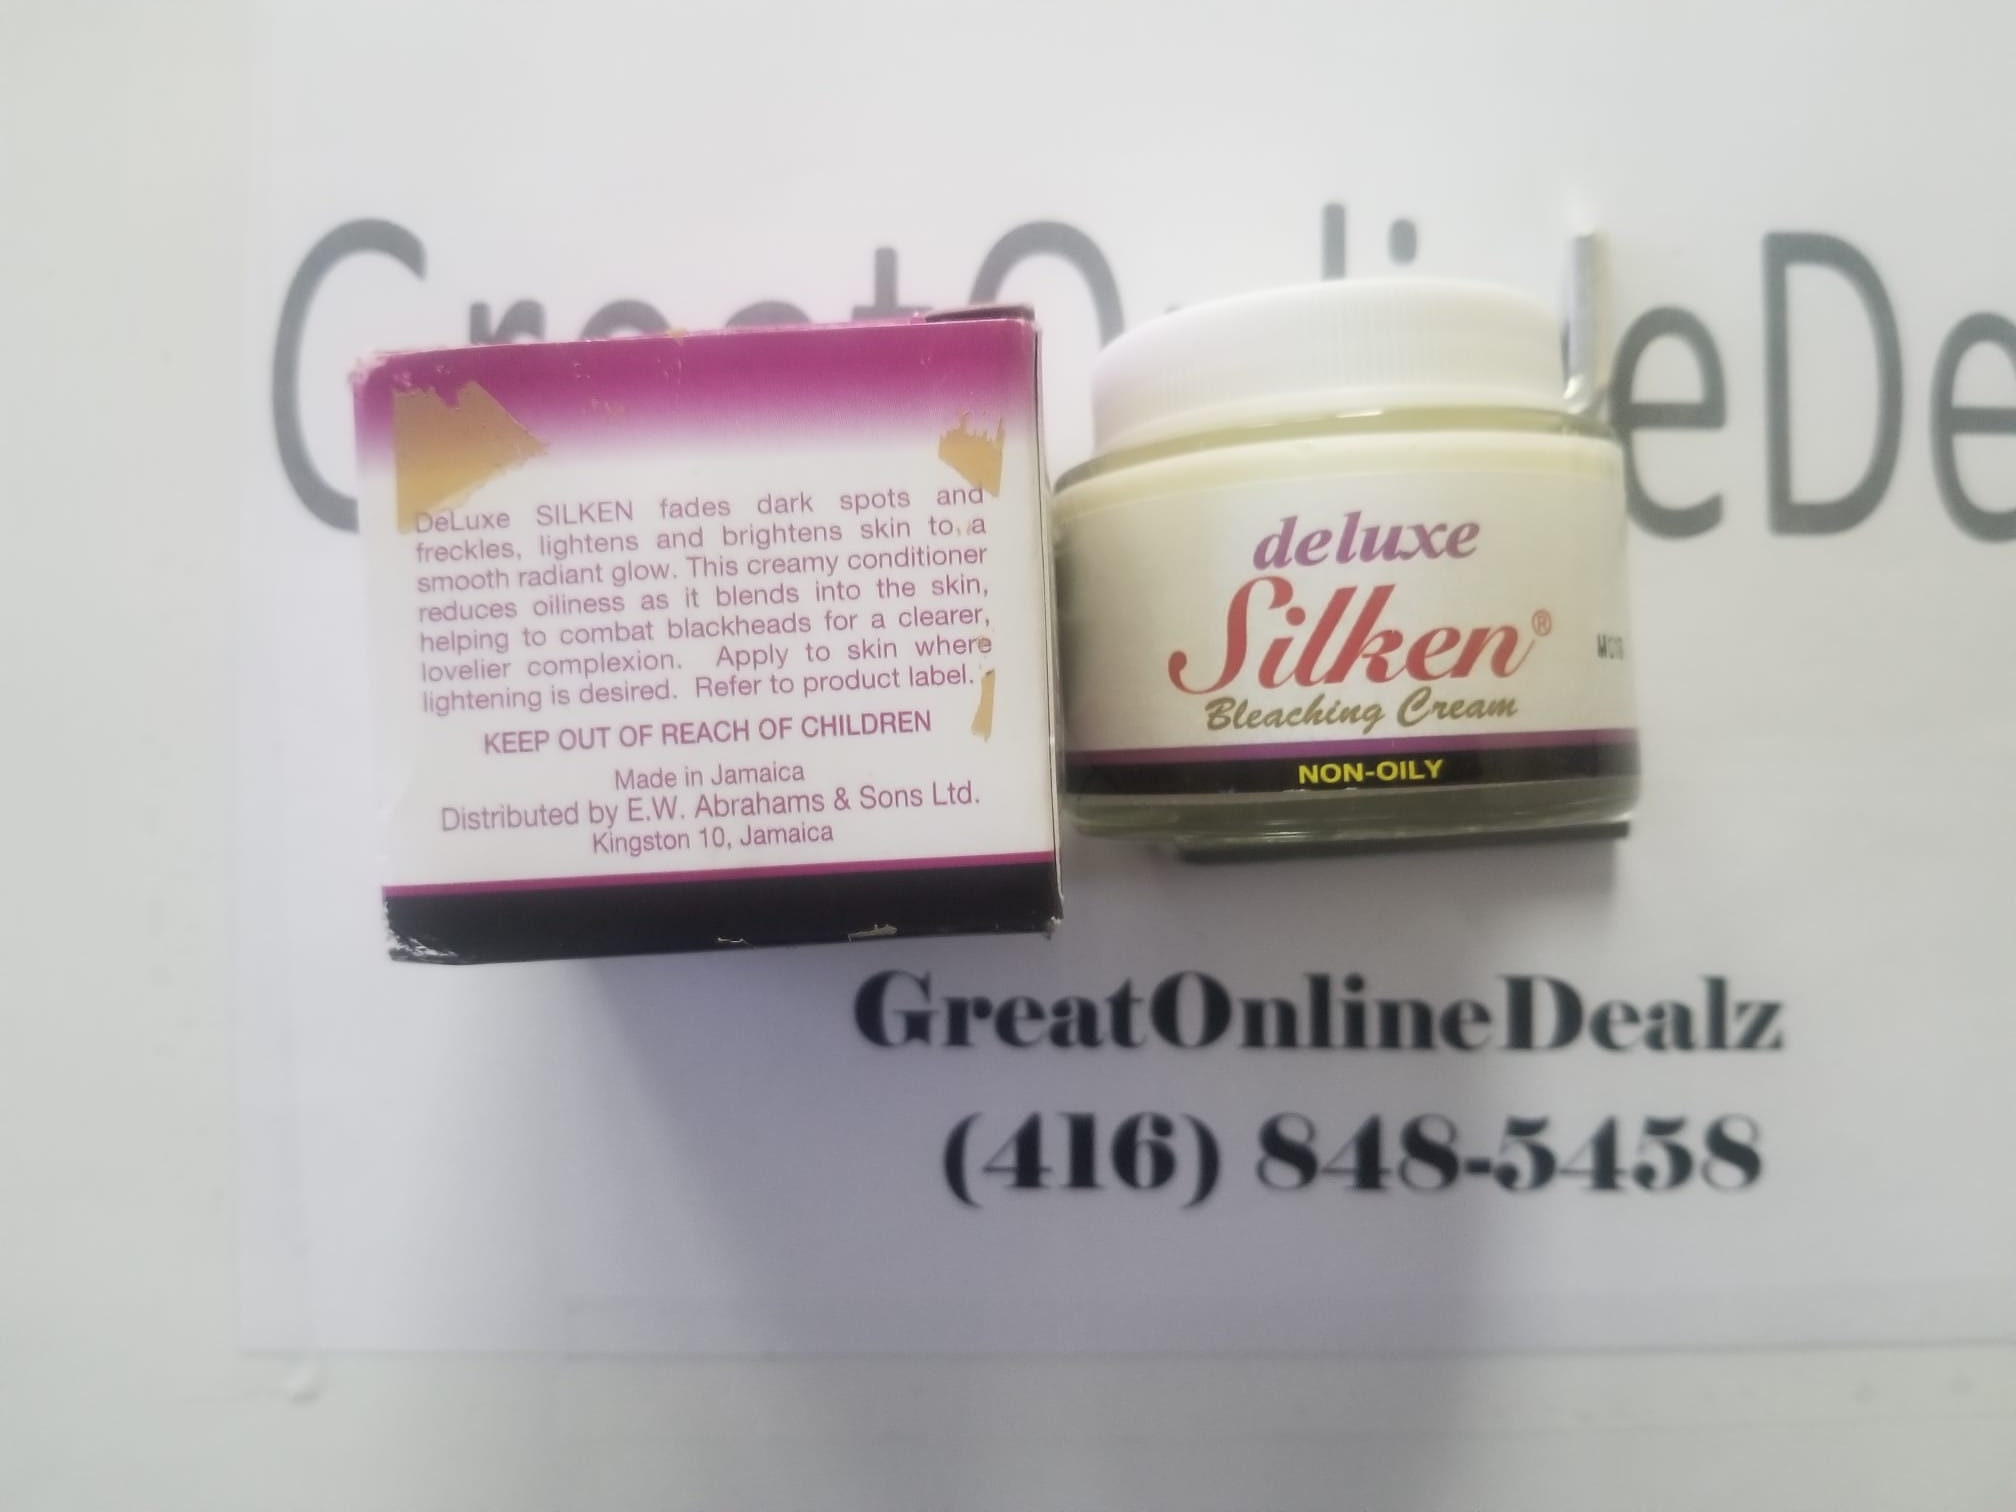 DeLuxe SILKEN fades dark spots and
freckles, lightens and brightens skin to a
smooth radiant glow. This creamy conditioner
reduces oiliness as it blends into the skin,
helping to combat blackheads for a clearer,
lovelier complexion. Apply to skin where
lightening is desired. Refer to product label.
KEEP OUT OF REACH OF CHILDREN
Made in Jamaica
Distributed by E.W. Abrahams & Sons Ltd.
Kingston 10, Jamaica
deluxe
Silken®
Bleaching Cream
NON-OILY
GreatOnlineDealz
(416) 848-5458